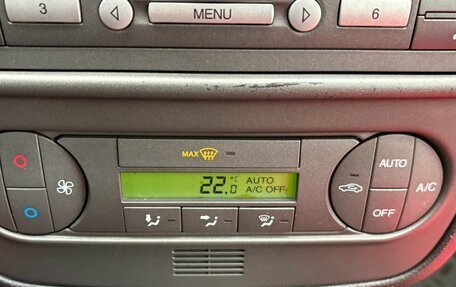 3 MENU 6
MAX
AUTO
22.0 °C AUTO
A/C OFF
A/C
OFF